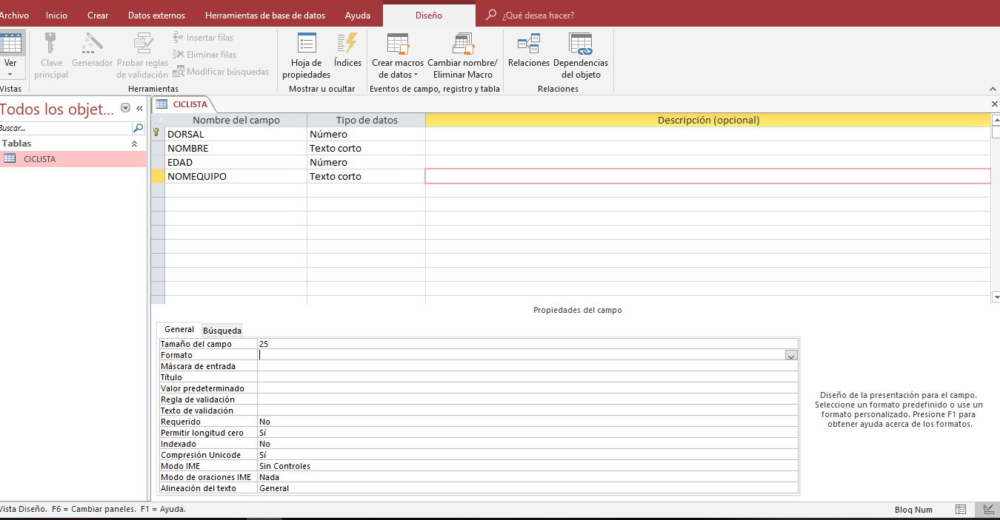 Archivo Inicio Crear Datos externos Herramientas de base de datos Ayuda Diseño ¿Qué desea hacer?
Ver
Vistas
Clave principal
Generador
Probar reglas de validación
Insertar filas
Eliminar filas
Modificar búsquedas
Herramientas
Hoja de propiedades
Índices
Mostrar u ocultar
Crear macros de datos
Cambiar nombre/ Eliminar Macro
Eventos de campo, registro y tabla
Relaciones
Dependencias del objeto
Relaciones
Todos los objet...
Buscar...
Tablas
CICLISTA
CICLISTA
Nombre del campo Tipo de datos Descripción (opcional)
DORSAL Número
NOMBRE Texto corto
EDAD Número
NOMEQUIPO Texto corto
Propiedades del campo
General Búsqueda
Tamaño del campo 25
Formato
Máscara de entrada
Título
Valor predeterminado
Regla de validación
Texto de validación
Requerido No
Permitir longitud cero Sí
Indexado No
Compresión Unicode Sí
Modo IME Sin Controles
Modo de oraciones IME Nada
Alineación del texto General
Diseño de la presentación para el campo.
Seleccione un formato predefinido o use un
formato personalizado. Presione F1 para
obtener ayuda acerca de los formatos.
Vista Diseño. F6 = Cambiar paneles. F1 = Ayuda.
Bloq Num